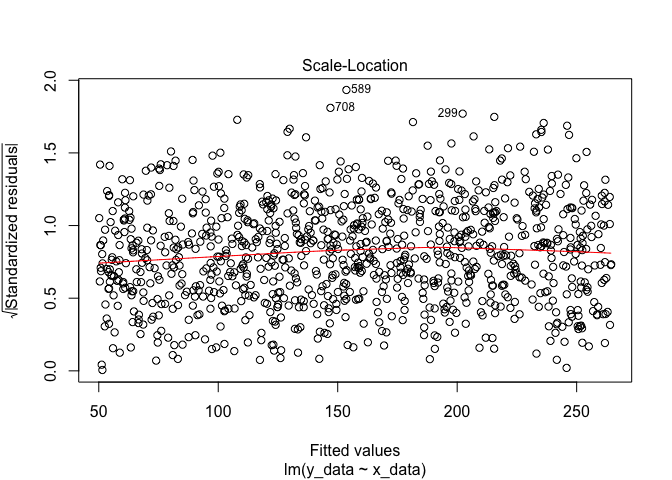 Scale-Location
√|Standardized residuals|
2.0
1.5
1.0
0.5
0.0
589
708
299
50 100 150 200 250
Fitted values
lm(y_data ~ x_data)